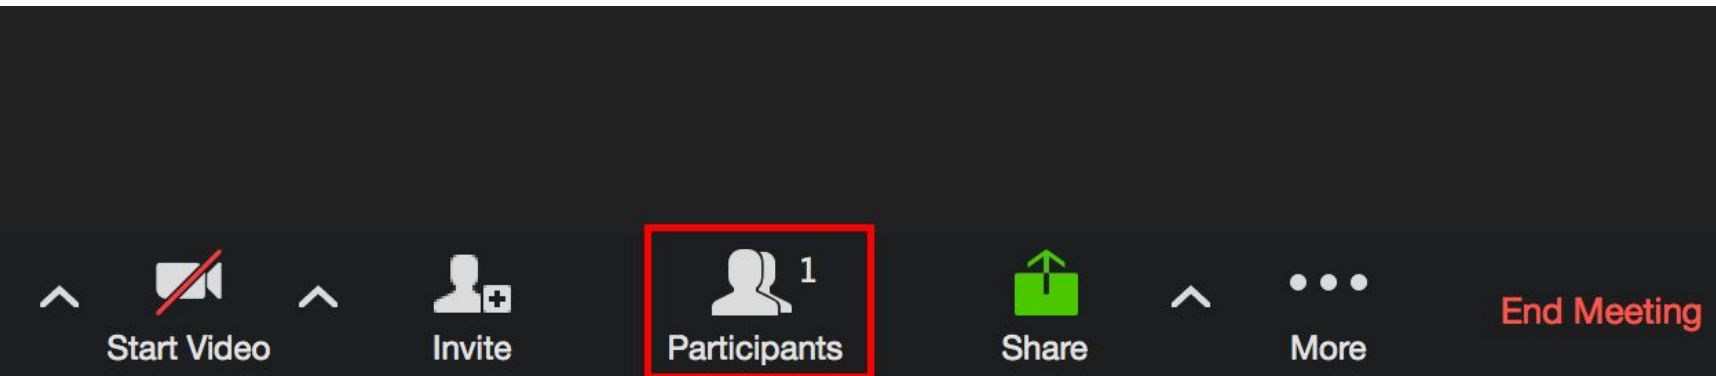 1
Start Video
Invite
Participants
Share
More
End Meeting